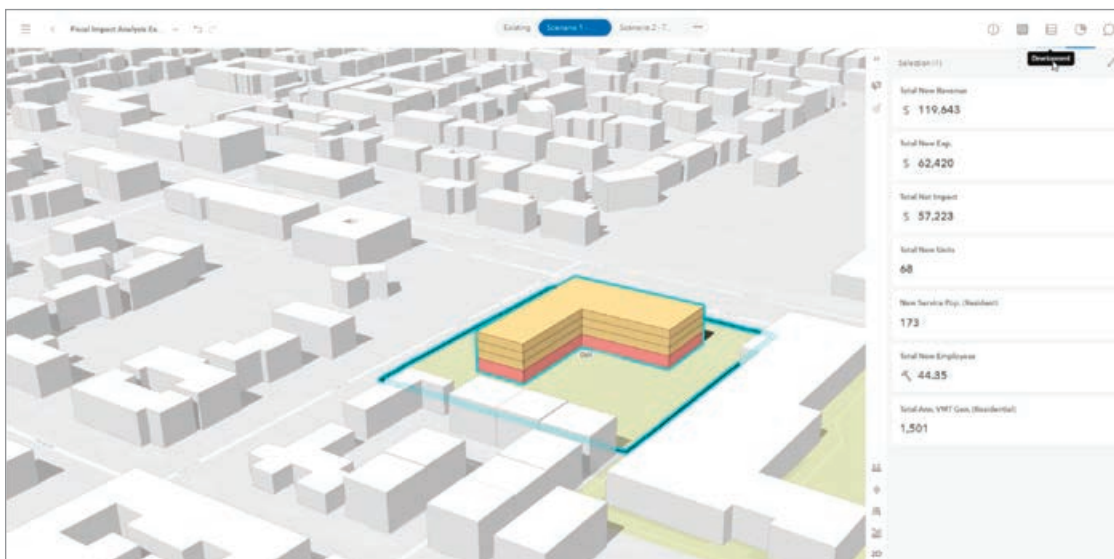 Fiscal Impact Analysis Ex...
Existing
Scenario 1 -
Scenario 2 - T...
Development
Selection (1)
Total New Revenue
$ 119,643
Total New Exp.
$ 62,420
Total Net Impact
$ 57,223
Total New Units
68
New Service Pop. (Resident)
173
Total New Employees
44.35
Total Ann. VMT Gen. (Residential)
1,501
2D